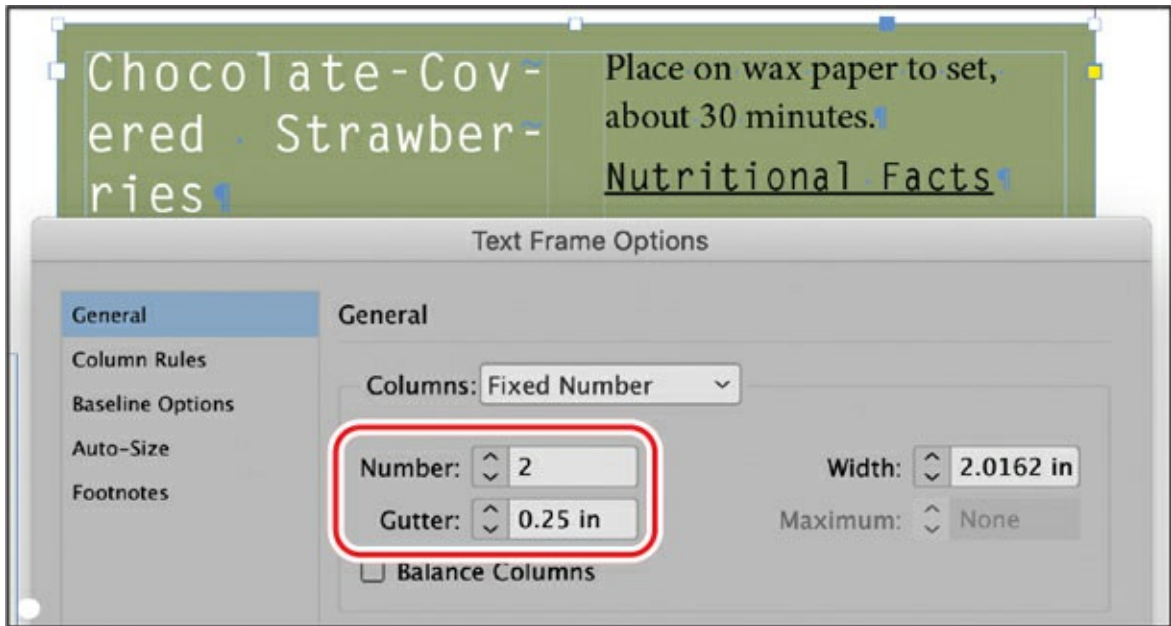 Chocolate-Cov-
ered Strawber-
ries¶
Place on wax paper to set,
about 30 minutes.¶
Nutritional Facts¶
Text Frame Options
General
Column Rules
Baseline Options
Auto-Size
Footnotes
General
Columns: Fixed Number
Number: 2
Width: 2.0162 in
Gutter: 0.25 in
Maximum: None
Balance Columns